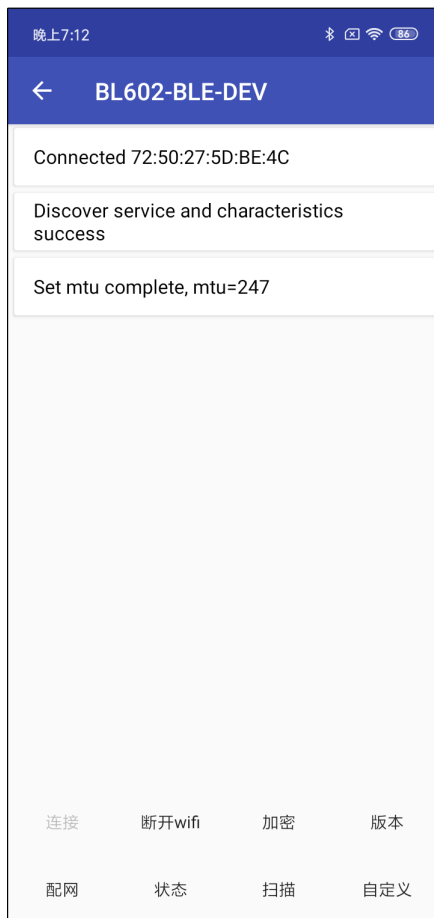 晚上7:12
86
BL602-BLE-DEV
Connected 72:50:27:5D:BE:4C
Discover service and characteristics
success
Set mtu complete, mtu=247
连接 断开wifi 加密 版本
配网 状态 扫描 自定义